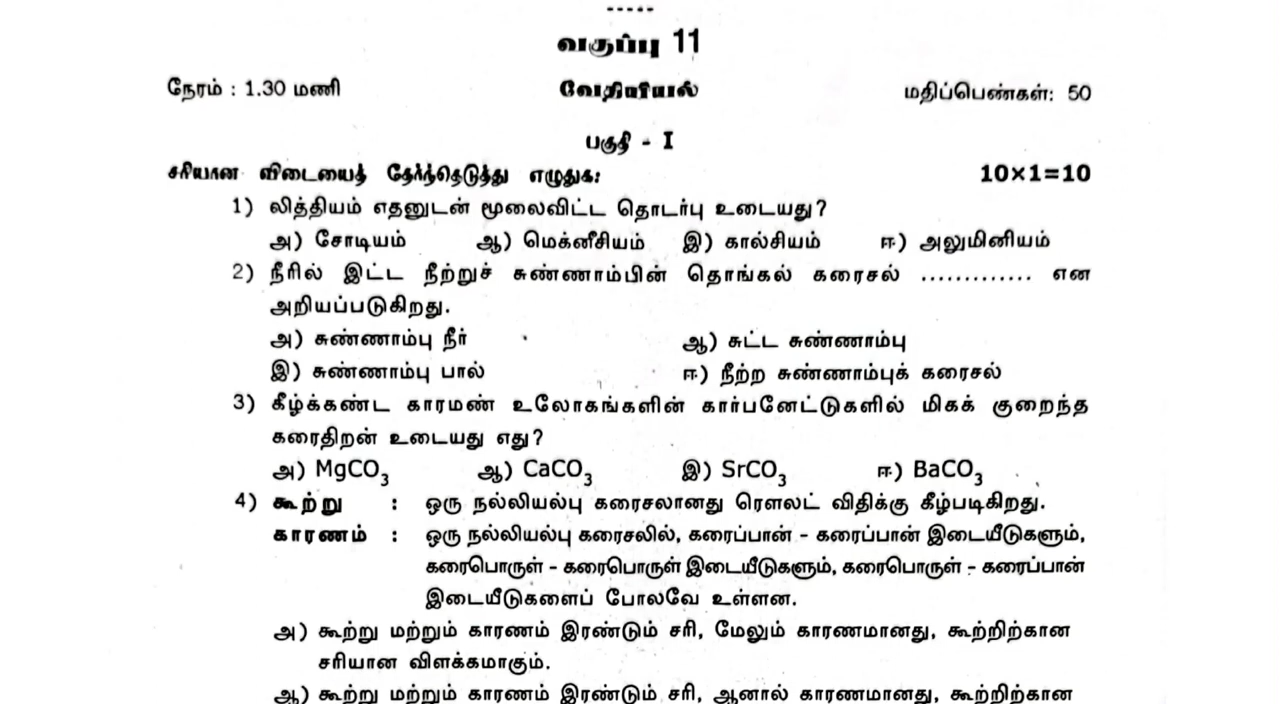 -----
வகுப்பு 11
நேரம் : 1.30 மணி வேதியியல் மதிப்பெண்கள்: 50
பகுதி - I
சரியான விடையைத் தேர்ந்தெடுத்து எழுதுக: 10×1=10
1) லித்தியம் எதனுடன் மூலைவிட்ட தொடர்பு உடையது?
அ) சோடியம் ஆ) மெக்னீசியம் இ) கால்சியம் ஈ) அலுமினியம்
2) நீரில் இட்ட நீற்றுச் சுண்ணாம்பின் தொங்கல் கரைசல் ............. என
அறியப்படுகிறது.
அ) சுண்ணாம்பு நீர் ஆ) சுட்ட சுண்ணாம்பு
இ) சுண்ணாம்பு பால் ஈ) நீற்ற சுண்ணாம்புக் கரைசல்
3) கீழ்க்கண்ட காரமண் உலோகங்களின் கார்பனேட்டுகளில் மிகக் குறைந்த
கரைதிறன் உடையது எது?
அ) MgCO₃ ஆ) CaCO₃ இ) SrCO₃ ஈ) BaCO₃
4) கூற்று : ஒரு நல்லியல்பு கரைசலானது ரௌலட் விதிக்கு கீழ்படிகிறது.
காரணம் : ஒரு நல்லியல்பு கரைசலில், கரைப்பான் - கரைப்பான் இடையீடுகளும்,
கரைபொருள் - கரைபொருள் இடையீடுகளும், கரைபொருள் - கரைப்பான்
இடையீடுகளைப் போலவே உள்ளன.
அ) கூற்று மற்றும் காரணம் இரண்டும் சரி, மேலும் காரணமானது, கூற்றிற்கான
சரியான விளக்கமாகும்.
ஆ) கூற்று மற்றும் காரணம் இரண்டும் சரி, ஆனால் காரணமானது, கூற்றிற்கான